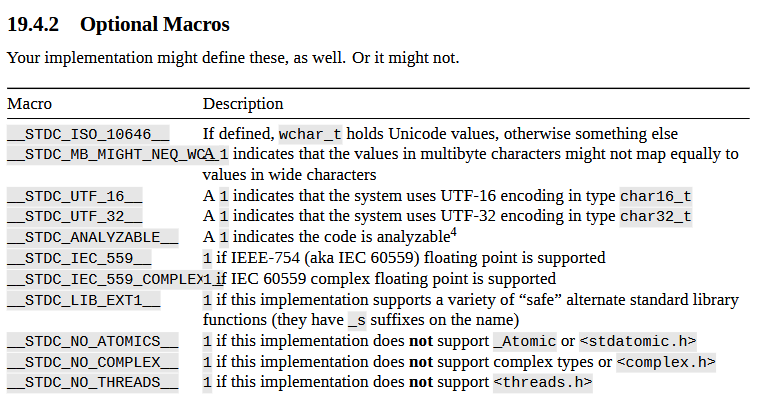 19.4.2 Optional Macros
Your implementation might define these, as well. Or it might not.
Macro Description
__STDC_ISO_10646__ If defined, wchar_t holds Unicode values, otherwise something else
__STDC_MB_MIGHT_NEQ_WC__ A 1 indicates that the values in multibyte characters might not map equally to
values in wide characters
__STDC_UTF_16__ A 1 indicates that the system uses UTF-16 encoding in type char16_t
__STDC_UTF_32__ A 1 indicates that the system uses UTF-32 encoding in type char32_t
__STDC_ANALYZABLE__ A 1 indicates the code is analyzable4
__STDC_IEC_559__ 1 if IEEE-754 (aka IEC 60559) floating point is supported
__STDC_IEC_559_COMPLEX__ 1 if IEC 60559 complex floating point is supported
__STDC_LIB_EXT1__ 1 if this implementation supports a variety of “safe” alternate standard library
functions (they have _s suffixes on the name)
__STDC_NO_ATOMICS__ 1 if this implementation does not support _Atomic or <stdatomic.h>
__STDC_NO_COMPLEX__ 1 if this implementation does not support complex types or <complex.h>
__STDC_NO_THREADS__ 1 if this implementation does not support <threads.h>